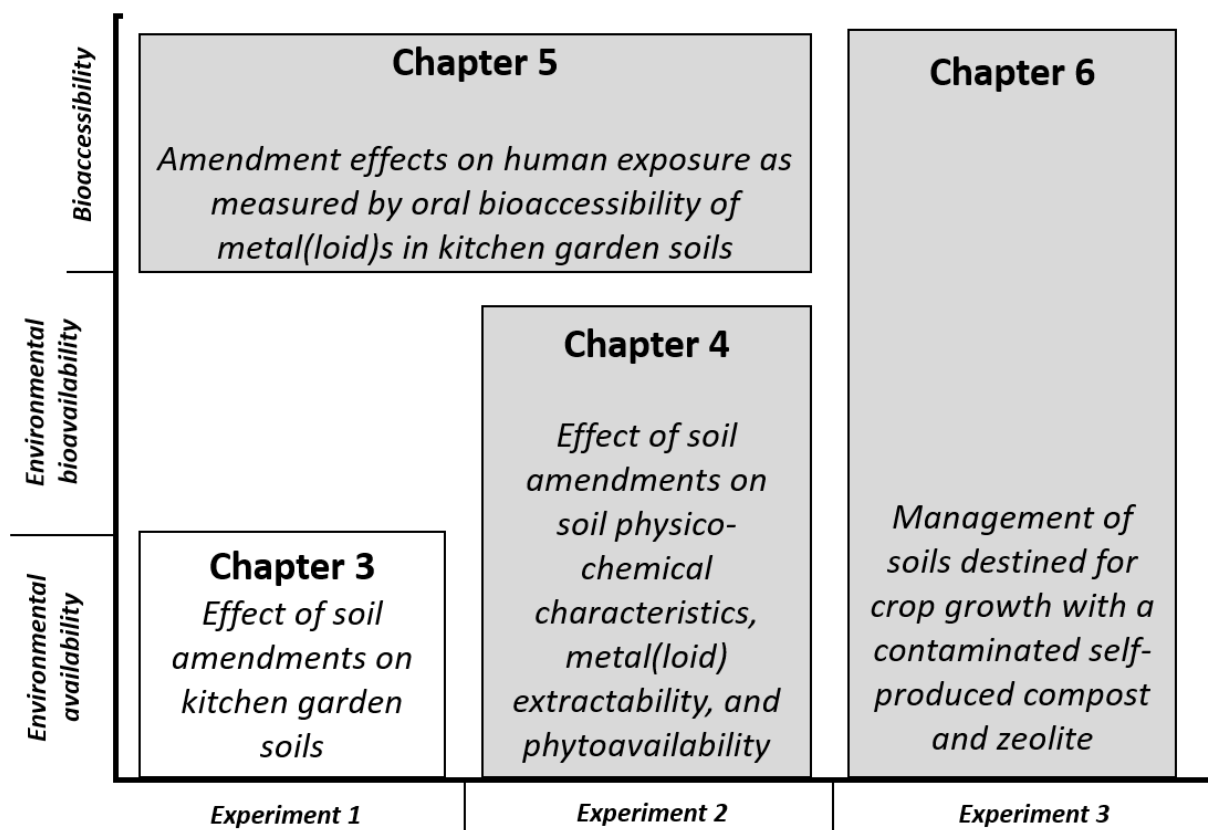 Bioaccessibility
Environmental
bioavailability
Environmental
availability
Chapter 5
Amendment effects on human exposure as
measured by oral bioaccessibility of
metal(loid)s in kitchen garden soils
Chapter 3
Effect of soil
amendments on
kitchen garden
soils
Chapter 4
Effect of soil
amendments on
soil physico-
chemical
characteristics,
metal(loid)
extractability, and
phytoavailability
Chapter 6
Management of
soils destined for
crop growth with a
contaminated self-
produced compost
and zeolite
Experiment 1
Experiment 2
Experiment 3